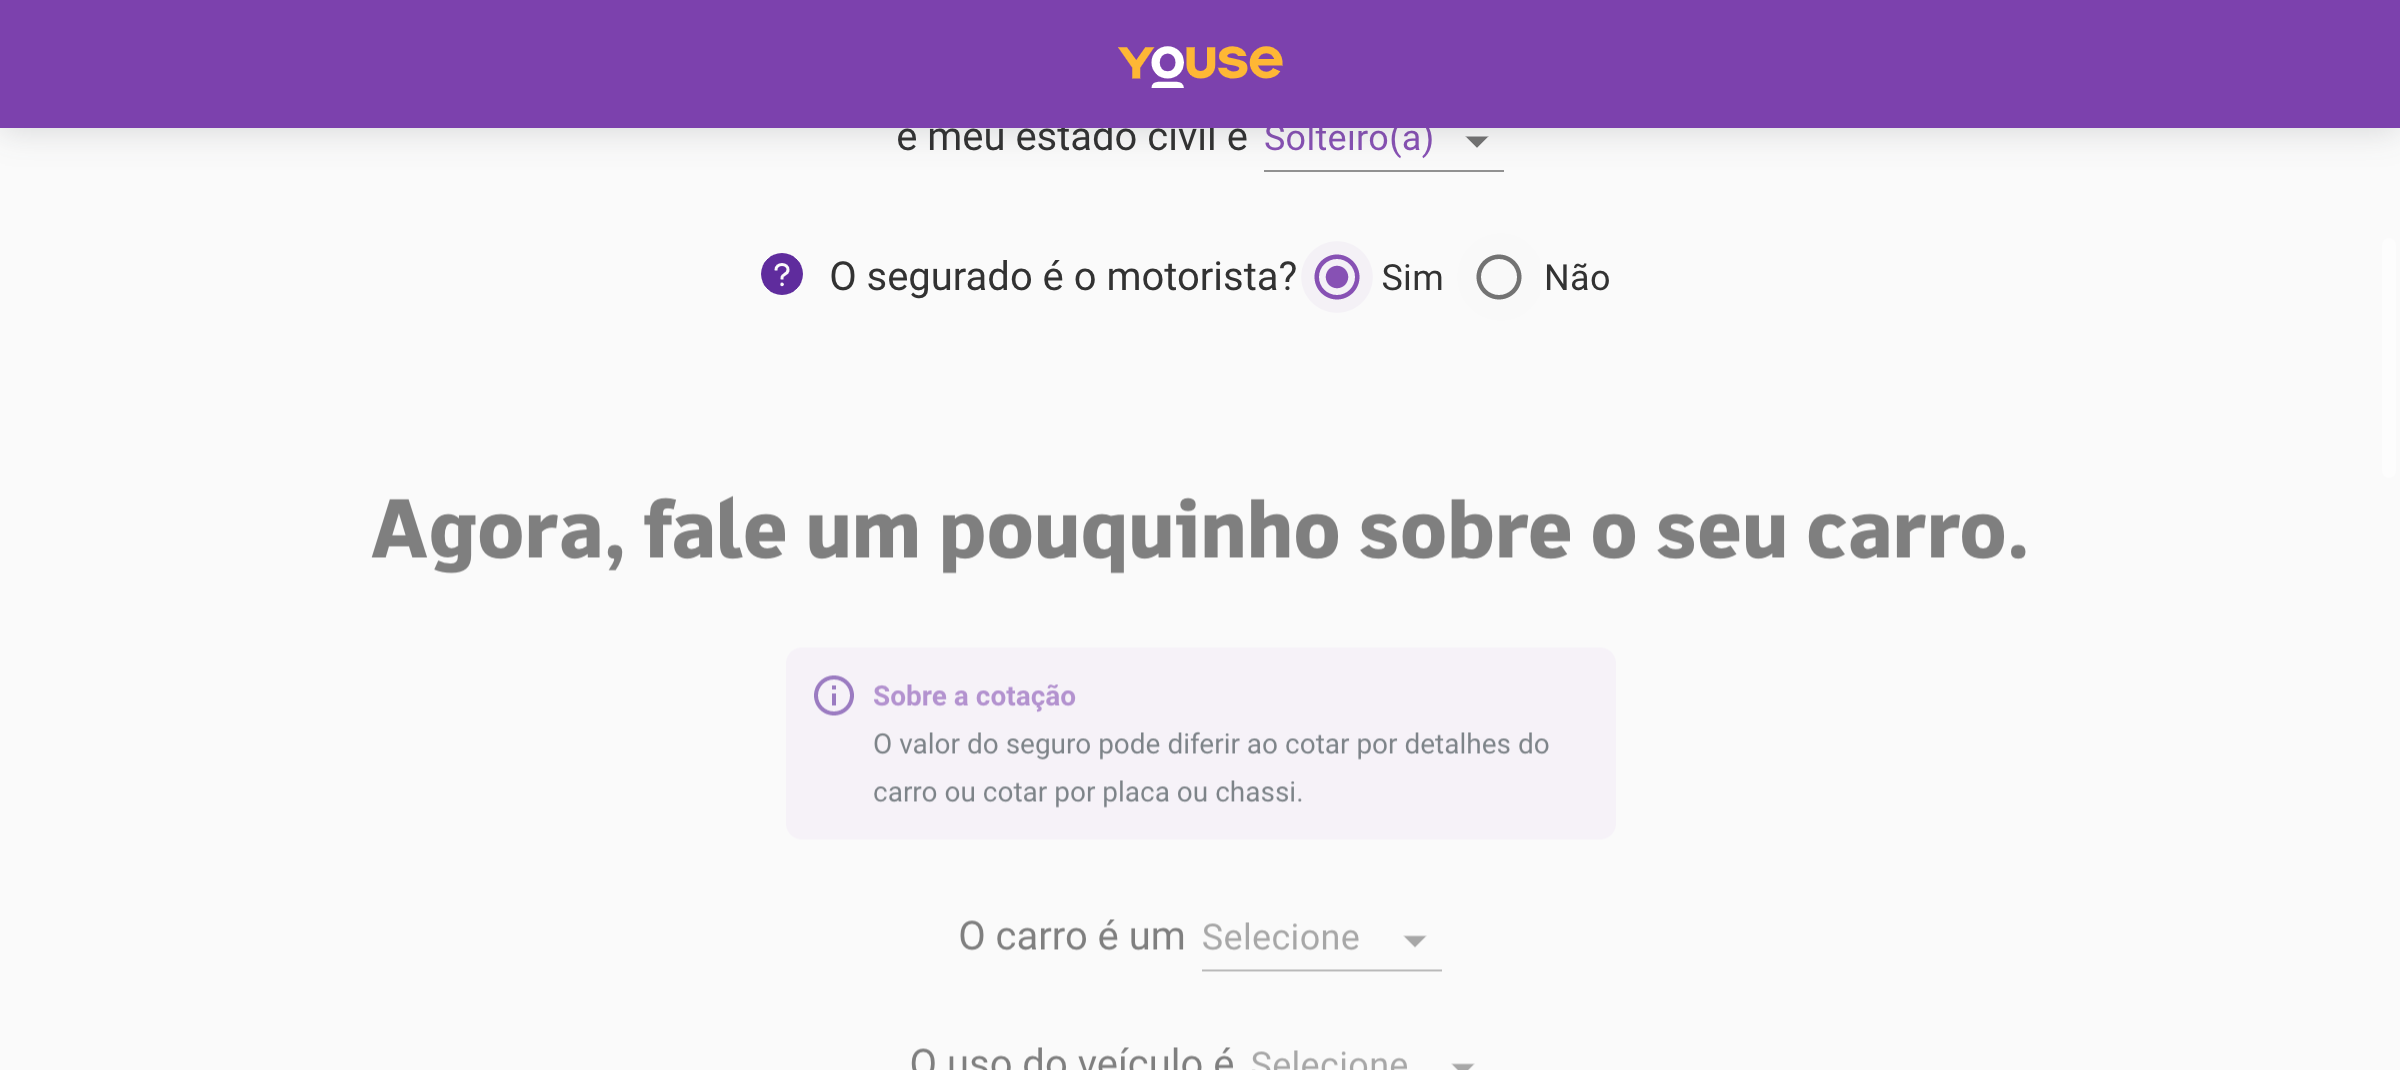 youse
e meu estado civil é Solteiro(a)
? O segurado é o motorista? Sim Não
Agora, fale um pouquinho sobre o seu carro.
Sobre a cotação
O valor do seguro pode diferir ao cotar por detalhes do
carro ou cotar por placa ou chassi.
O carro é um Selecione
O uso do veículo é Selecione